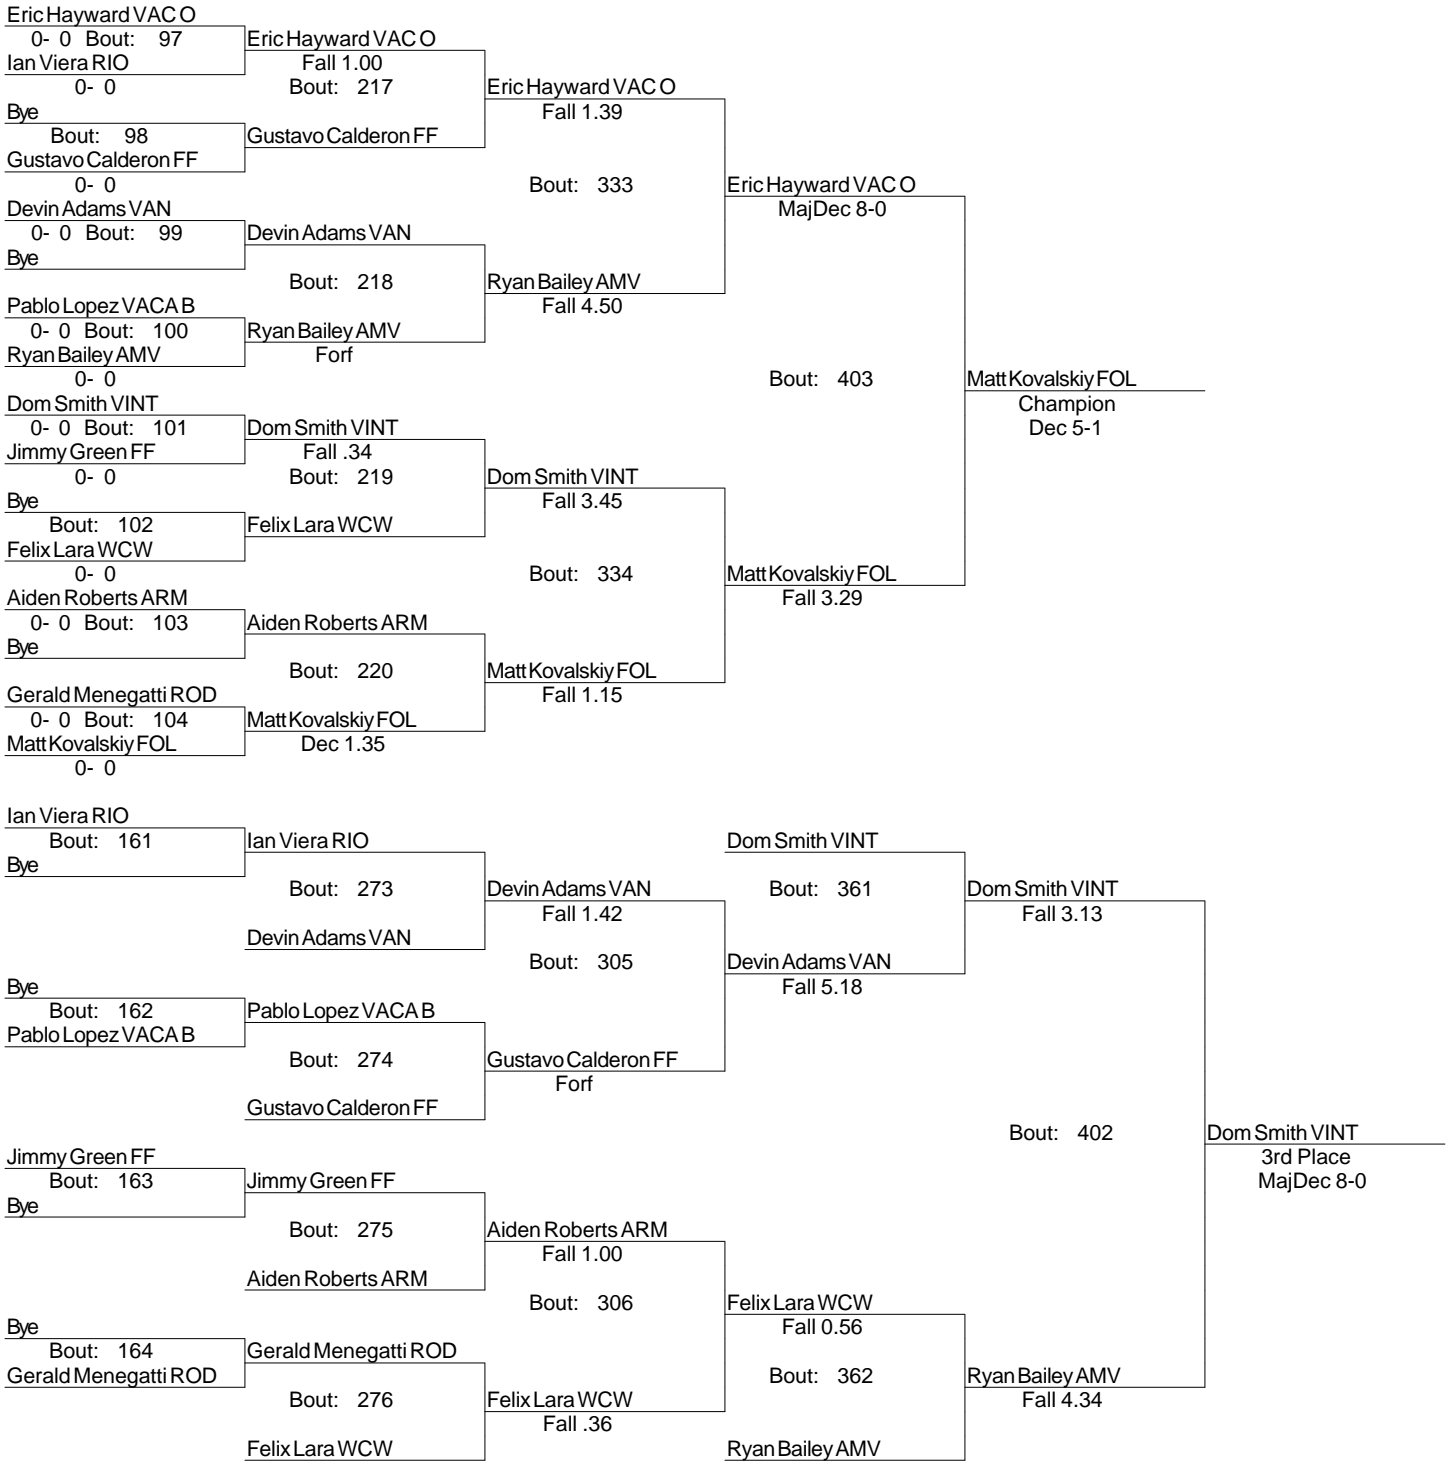 Eric Hayward VAC O
0- 0 Bout: 97
Eric Hayward VAC O
Ian Viera RIO
Fall 1.00
0- 0
Bout: 217
Eric Hayward VAC O
Bye
Fall 1.39
Bout: 98
Gustavo Calderon FF
Gustavo Calderon FF
0- 0
Bout: 333
Eric Hayward VAC O
Devin Adams VAN
MajDec 8-0
0- 0 Bout: 99
Devin Adams VAN
Bye
Bout: 218
Ryan Bailey AMV
Pablo Lopez VACA B
Fall 4.50
0- 0 Bout: 100
Ryan Bailey AMV
Ryan Bailey AMV
Forf
0- 0
Bout: 403
Matt Kovalskiy FOL
Dom Smith VINT
Champion
0- 0 Bout: 101
Dom Smith VINT
Dec 5-1
Jimmy Green FF
Fall .34
0- 0
Bout: 219
Dom Smith VINT
Bye
Fall 3.45
Bout: 102
Felix Lara WCW
Felix Lara WCW
0- 0
Bout: 334
Matt Kovalskiy FOL
Aiden Roberts ARM
Fall 3.29
0- 0 Bout: 103
Aiden Roberts ARM
Bye
Bout: 220
Matt Kovalskiy FOL
Gerald Menegatti ROD
Fall 1.15
0- 0 Bout: 104
Matt Kovalskiy FOL
Matt Kovalskiy FOL
Dec 1.35
0- 0
Ian Viera RIO
Bout: 161
Ian Viera RIO
Dom Smith VINT
Bye
Bout: 273
Devin Adams VAN
Bout: 361
Dom Smith VINT
Fall 1.42
Fall 3.13
Devin Adams VAN
Bout: 305
Devin Adams VAN
Bye
Fall 5.18
Bout: 162
Pablo Lopez VACA B
Pablo Lopez VACA B
Bout: 274
Gustavo Calderon FF
Forf
Gustavo Calderon FF
Bout: 402
Dom Smith VINT
Jimmy Green FF
3rd Place
Bout: 163
Jimmy Green FF
MajDec 8-0
Bye
Bout: 275
Aiden Roberts ARM
Fall 1.00
Aiden Roberts ARM
Bout: 306
Felix Lara WCW
Bye
Fall 0.56
Bout: 164
Gerald Menegatti ROD
Gerald Menegatti ROD
Bout: 362
Ryan Bailey AMV
Bout: 276
Felix Lara WCW
Fall 4.34
Fall .36
Felix Lara WCW
Ryan Bailey AMV